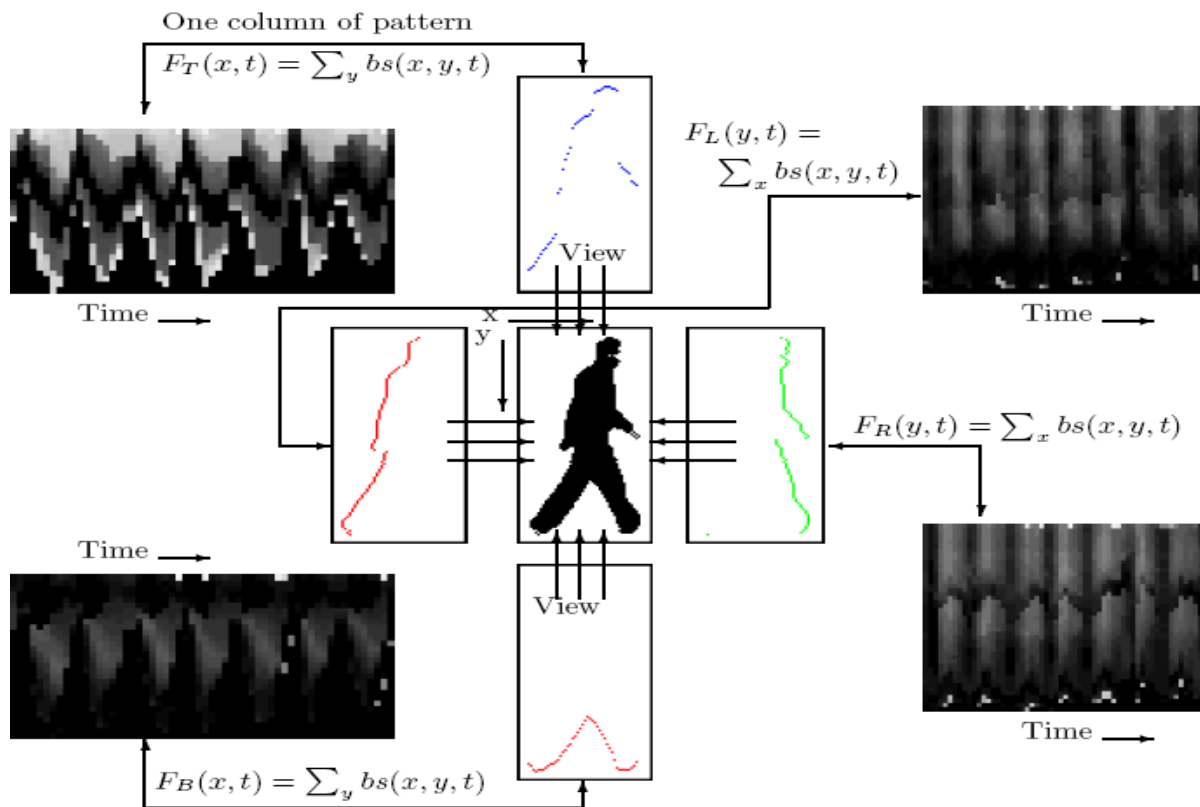 One column of pattern
F_T(x, t) = ∑_y bs(x, y, t)
F_L(y, t) =
∑_x bs(x, y, t)
View
Time
x
Time
y
F_R(y, t) = ∑_x bs(x, y, t)
Time
View
Time
F_B(x, t) = ∑_y bs(x, y, t)